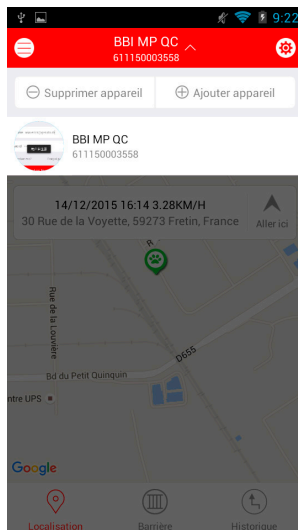 9:22
BBI MP QC
611150003558
Supprimer appareil
Ajouter appareil
BBI MP QC
611150003558
14/12/2015 16:14 3.28KM/H
30 Rue de la Voyette, 59273 Fretin, France
Aller ici
R
Rue de la Louvière
D655
Bd du Petit Quinquin
ntre UPS
Google
Localisation
Barrière
Historique